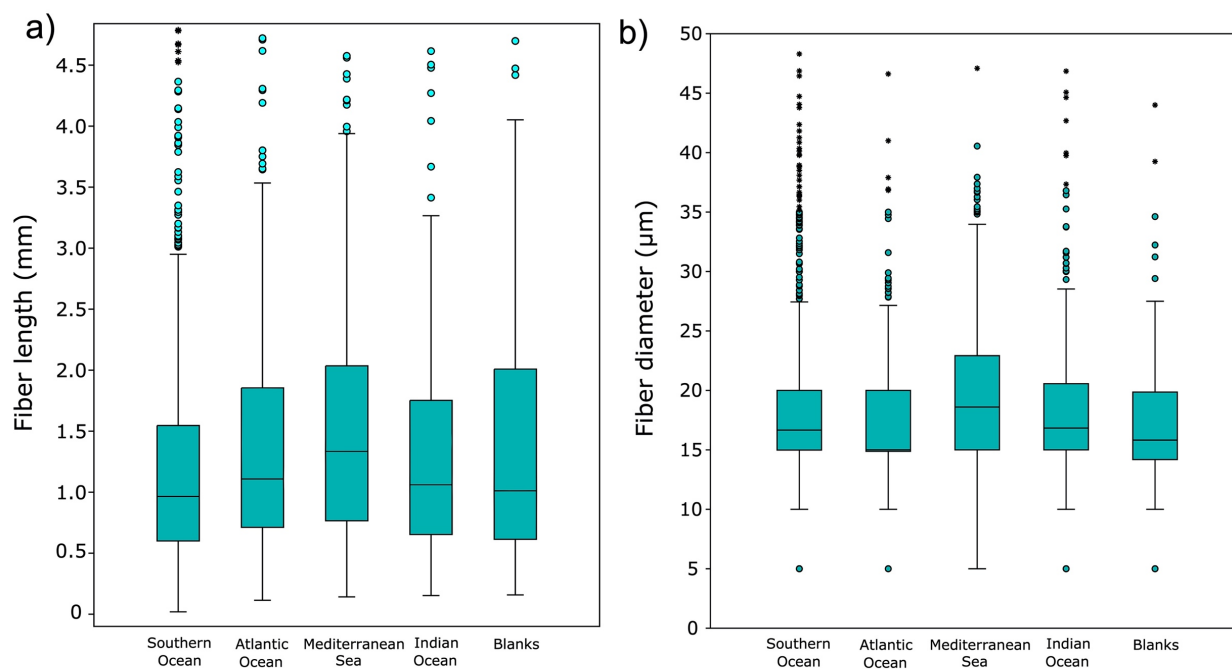 a)
Fiber length (mm)
4.5
4.0
3.5
3.0
2.5
2.0
1.5
1.0
0.5
0
Southern
Ocean
Atlantic
Ocean
Mediterranean
Sea
Indian
Ocean
Blanks
b)
Fiber diameter (μm)
50
45
40
35
30
25
20
15
10
5
0
Southern
Ocean
Atlantic
Ocean
Mediterranean
Sea
Indian
Ocean
Blanks